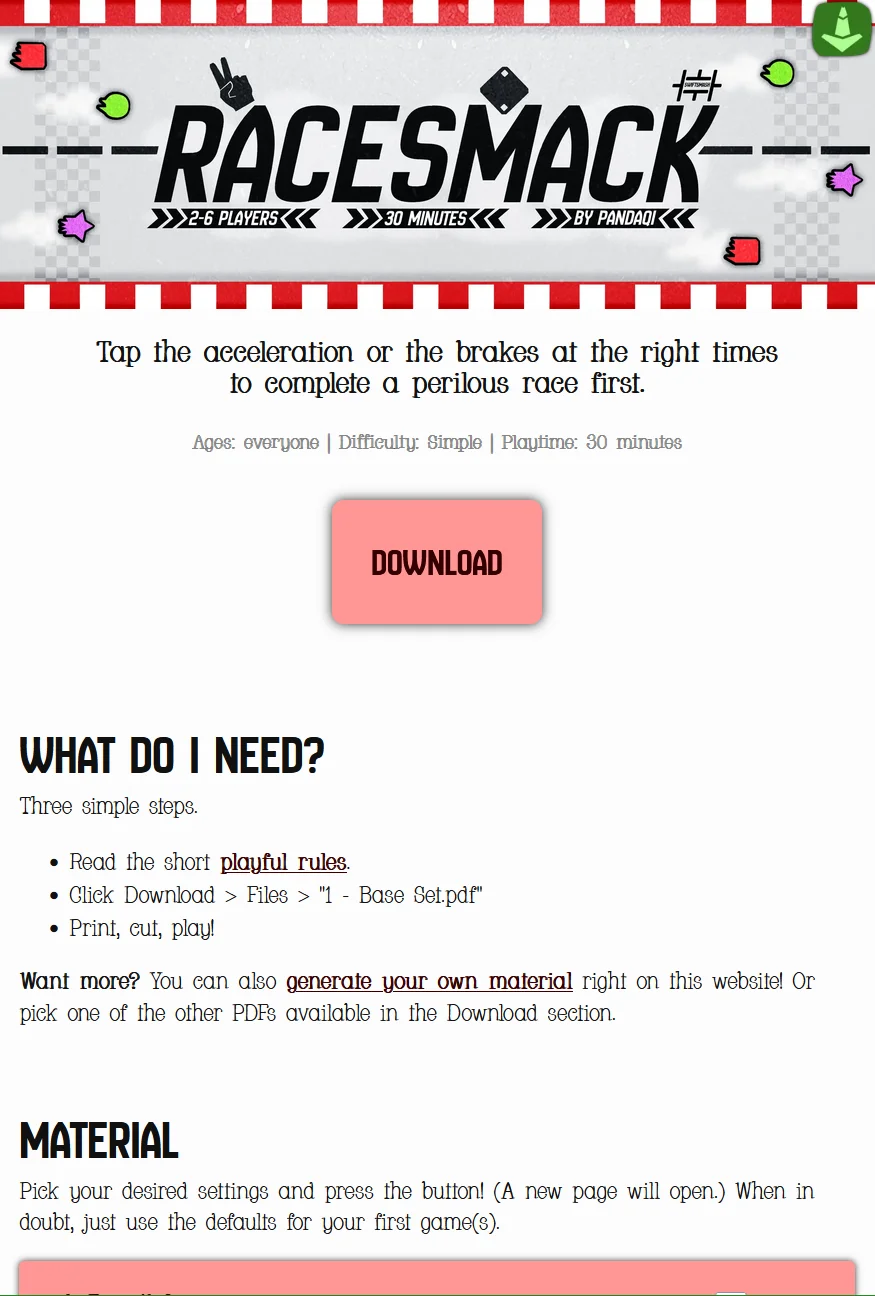 RACESMACK
2-6 PLAYERS
30 MINUTES
BY PANDAQI
Tap the acceleration or the brakes at the right times
to complete a perilous race first.
Ages: everyone | Difficulty: Simple | Playtime: 30 minutes
DOWNLOAD
WHAT DO I NEED?
Three simple steps.
• Read the short playful rules.
• Click Download > Files > "1 - Base Set.pdf"
• Print, cut, play!
Want more? You can also generate your own material right on this website! Or
pick one of the other PDFs available in the Download section.
MATERIAL
Pick your desired settings and press the button! (A new page will open.) When in
doubt, just use the defaults for your first game(s).